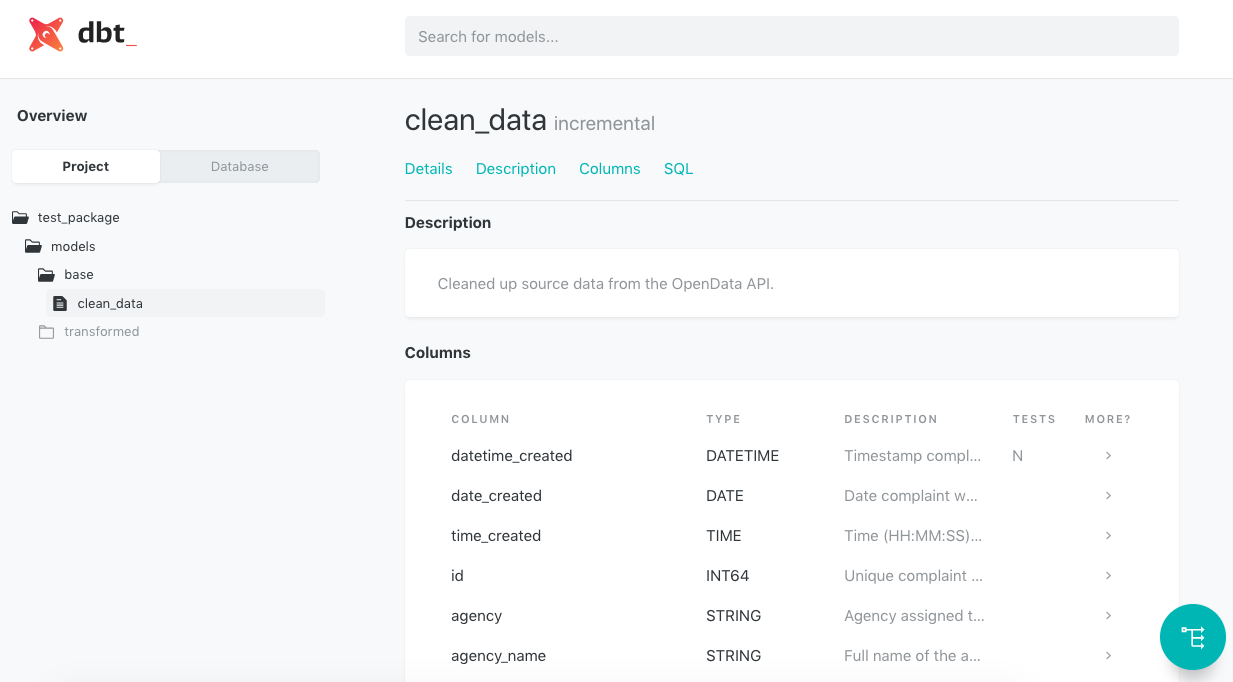 dbt_
Search for models...
Overview
Project Database
test_package
models
base
clean_data
transformed
clean_data incremental
Details Description Columns SQL
Description
Cleaned up source data from the OpenData API.
Columns
COLUMN TYPE DESCRIPTION TESTS MORE?
datetime_created DATETIME Timestamp compl... N >
date_created DATE Date complaint w... >
time_created TIME Time (HH:MM:SS)... >
id INT64 Unique complaint ... >
agency STRING Agency assigned t... >
agency_name STRING Full name of the a... >